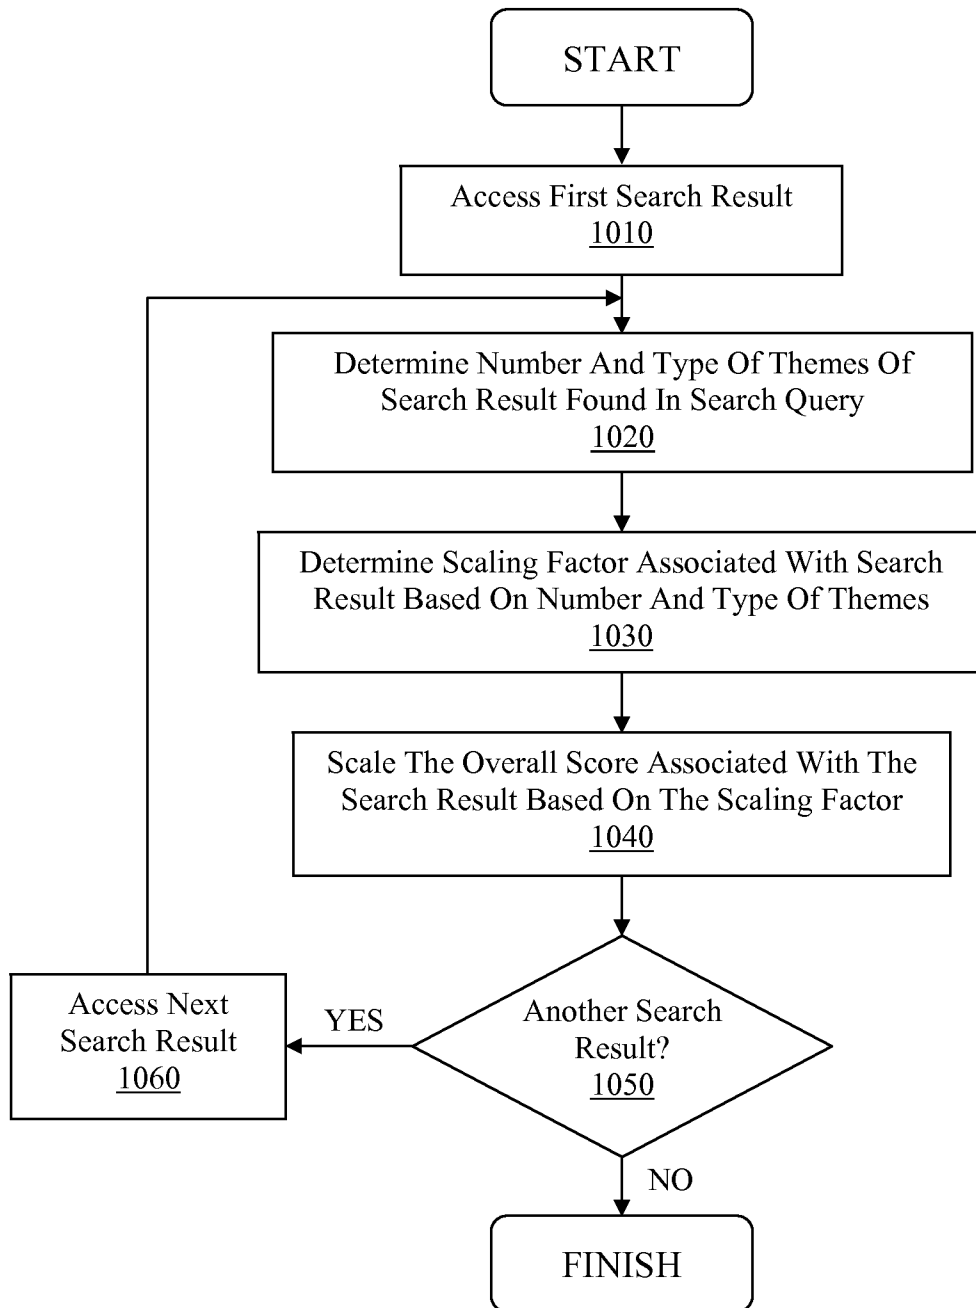 START
Access First Search Result
1010
Determine Number And Type Of Themes Of
Search Result Found In Search Query
1020
Determine Scaling Factor Associated With Search
Result Based On Number And Type Of Themes
1030
Scale The Overall Score Associated With The
Search Result Based On The Scaling Factor
1040
Another Search
Result?
1050
YES
Access Next
Search Result
1060
NO
FINISH